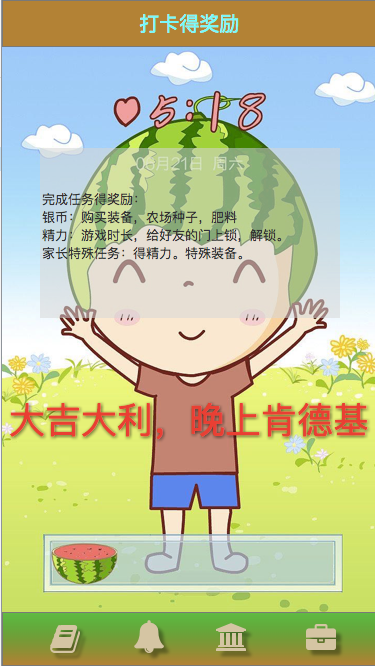 打卡得奖励
5:18
05月21日 周六
完成任务得奖励：
银币：购买装备，农场种子，肥料
精力：游戏时长，给好友的门上锁，解锁。
家长特殊任务：得精力。特殊装备。
大吉大利，晚上肯德基